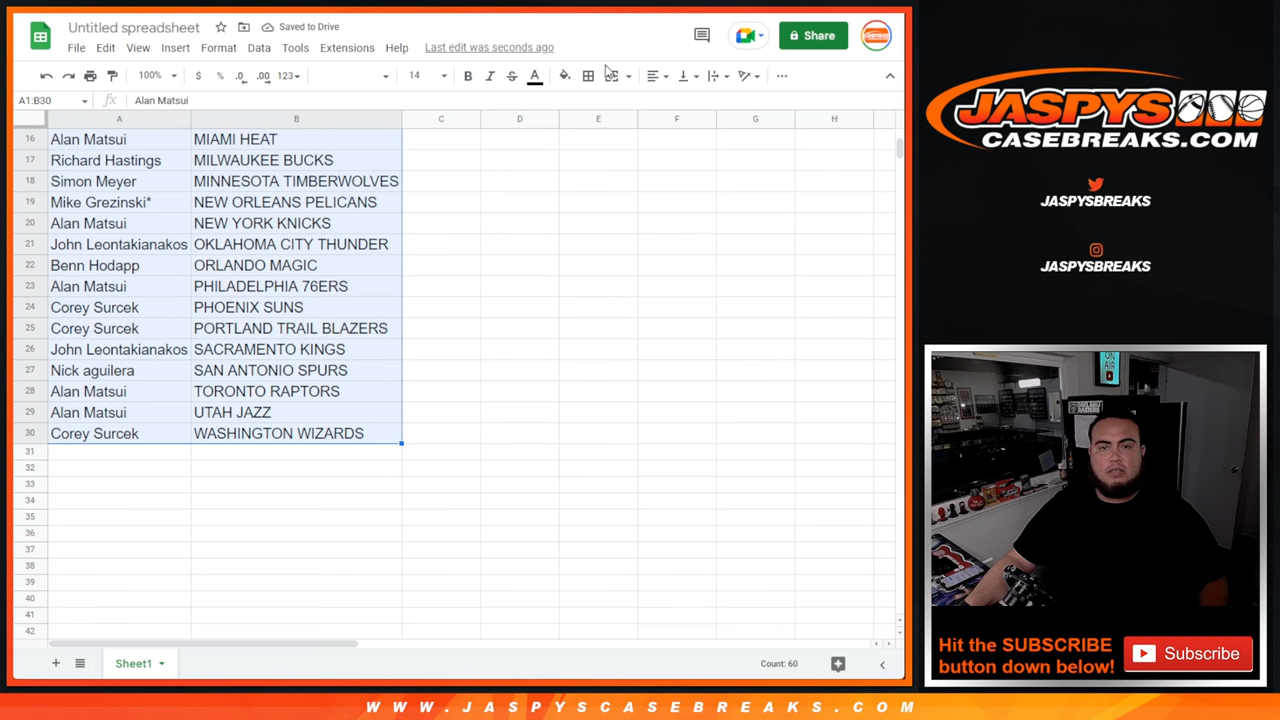 Untitled spreadsheet
Saved to Drive
File Edit View Insert Format Data Tools Extensions Help Last edit was seconds ago
Share
100% $ % .0 .00 123 14 B I S A
A1:B30 fx Alan Matsui
A B C D E F G H
16 Alan Matsui MIAMI HEAT
17 Richard Hastings MILWAUKEE BUCKS
18 Simon Meyer MINNESOTA TIMBERWOLVES
19 Mike Grezinski* NEW ORLEANS PELICANS
20 Alan Matsui NEW YORK KNICKS
21 John Leontakianakos OKLAHOMA CITY THUNDER
22 Benn Hodapp ORLANDO MAGIC
23 Alan Matsui PHILADELPHIA 76ERS
24 Corey Surcek PHOENIX SUNS
25 Corey Surcek PORTLAND TRAIL BLAZERS
26 John Leontakianakos SACRAMENTO KINGS
27 Nick aguilera SAN ANTONIO SPURS
28 Alan Matsui TORONTO RAPTORS
29 Alan Matsui UTAH JAZZ
30 Corey Surcek WASHINGTON WIZARDS
31
32
33
34
35
36
37
38
39
40
41
42
Sheet1
Count: 60
JASPYS
CASEBREAKS.COM
JASPYSBREAKS
JASPYSBREAKS
ON
AIR
Hit the SUBSCRIBE
button down below!
Subscribe
WWW.JASPYSCASEBREAKS.COM